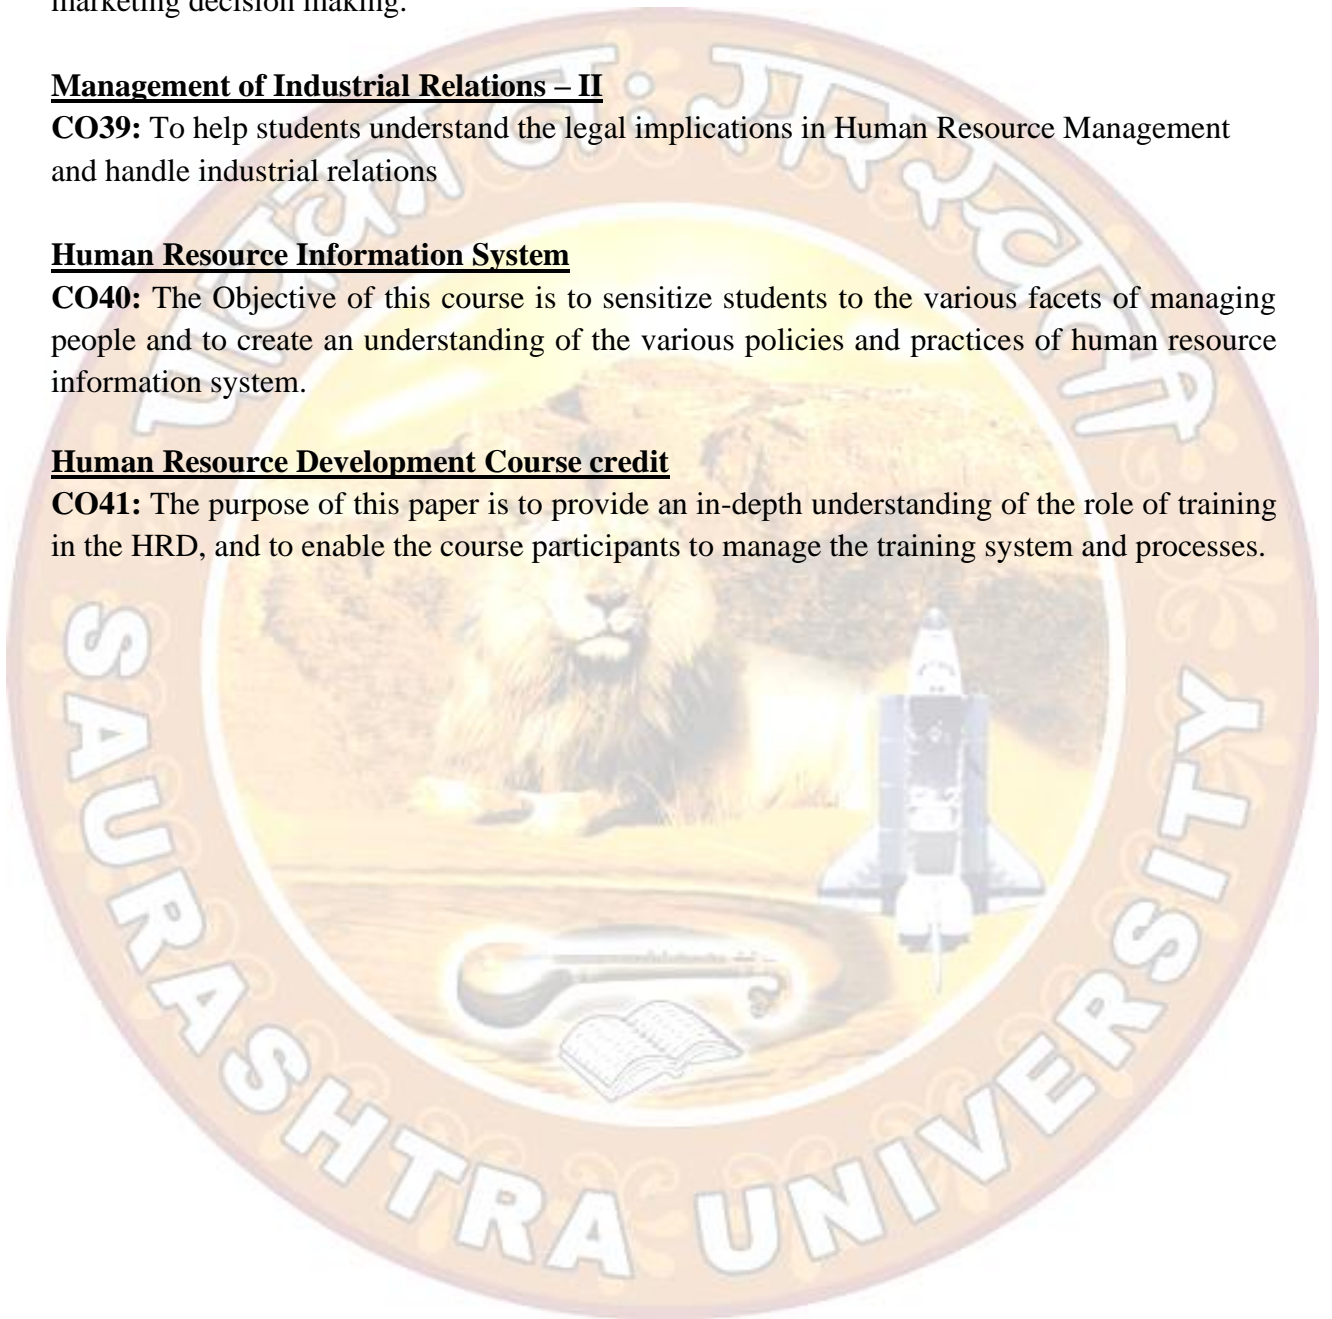 marketing decision making.
Management of Industrial Relations – II
CO39: To help students understand the legal implications in Human Resource Management
and handle industrial relations
Human Resource Information System
CO40: The Objective of this course is to sensitize students to the various facets of managing
people and to create an understanding of the various policies and practices of human resource
information system.
Human Resource Development Course credit
CO41: The purpose of this paper is to provide an in-depth understanding of the role of training
in the HRD, and to enable the course participants to manage the training system and processes.
पावका नः सरस्वती
SAURASHTRA UNIVERSITY